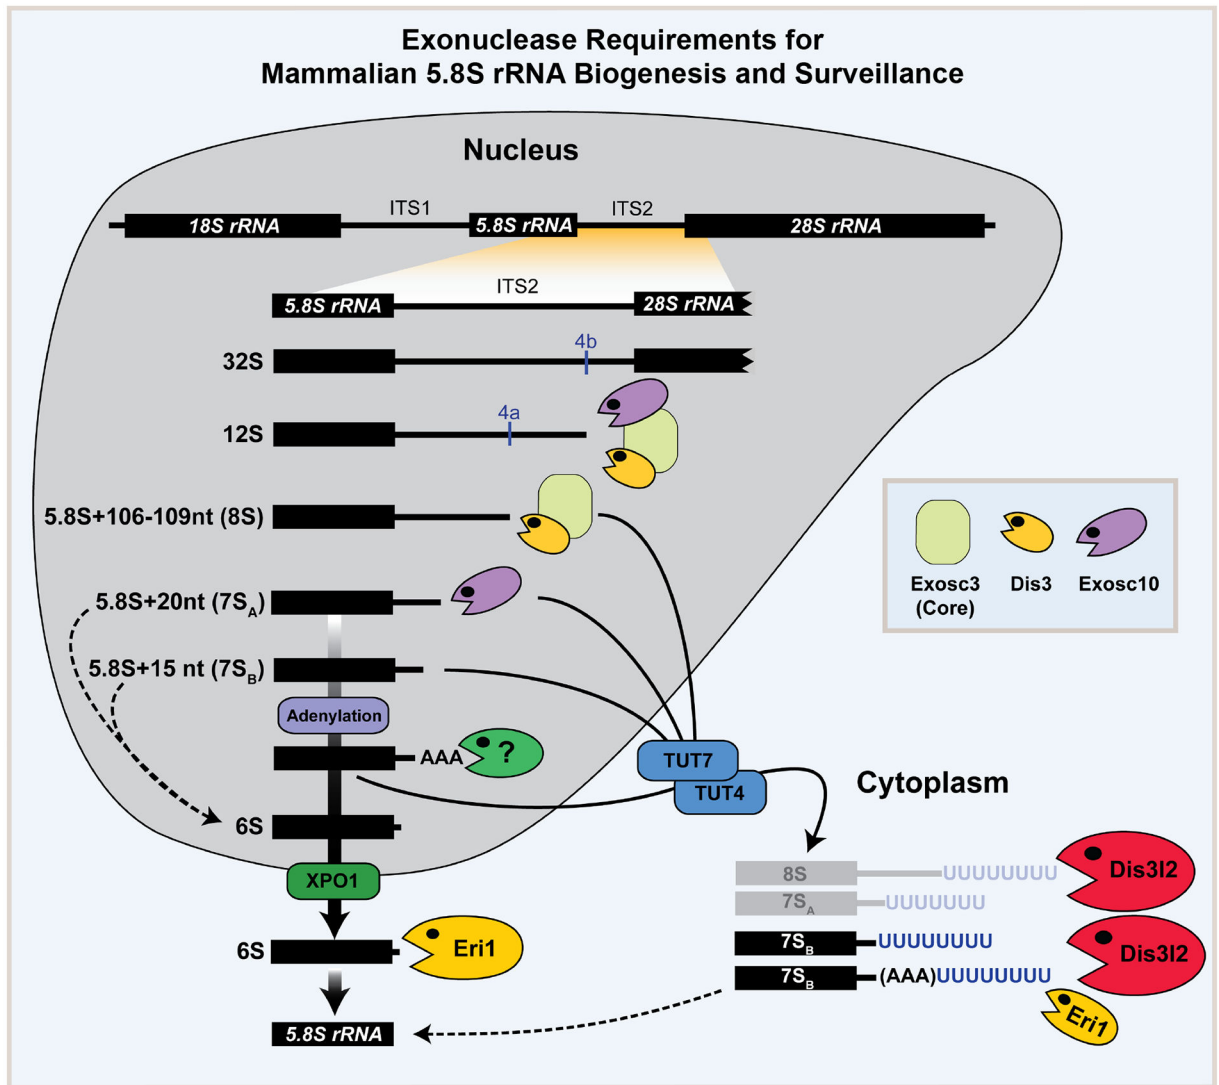 Exonuclease Requirements for
Mammalian 5.8S rRNA Biogenesis and Surveillance
Nucleus
ITS1
ITS2
18S rRNA
5.8S rRNA
28S rRNA
ITS2
5.8S rRNA
28S rRNA
4b
32S
4a
12S
5.8S+106-109nt (8S)
Exosc3
(Core)
Dis3
Exosc10
5.8S+20nt (7SA)
5.8S+15 nt (7SB)
Adenylation
AAA
?
TUT7
TUT4
Cytoplasm
6S
XPO1
8S
UUUUUUUU
Dis3l2
7SA
UUUUUUU
6S
Eri1
7SB
UUUUUUUU
Dis3l2
7SB
(AAA)UUUUUUUU
Eri1
5.8S rRNA